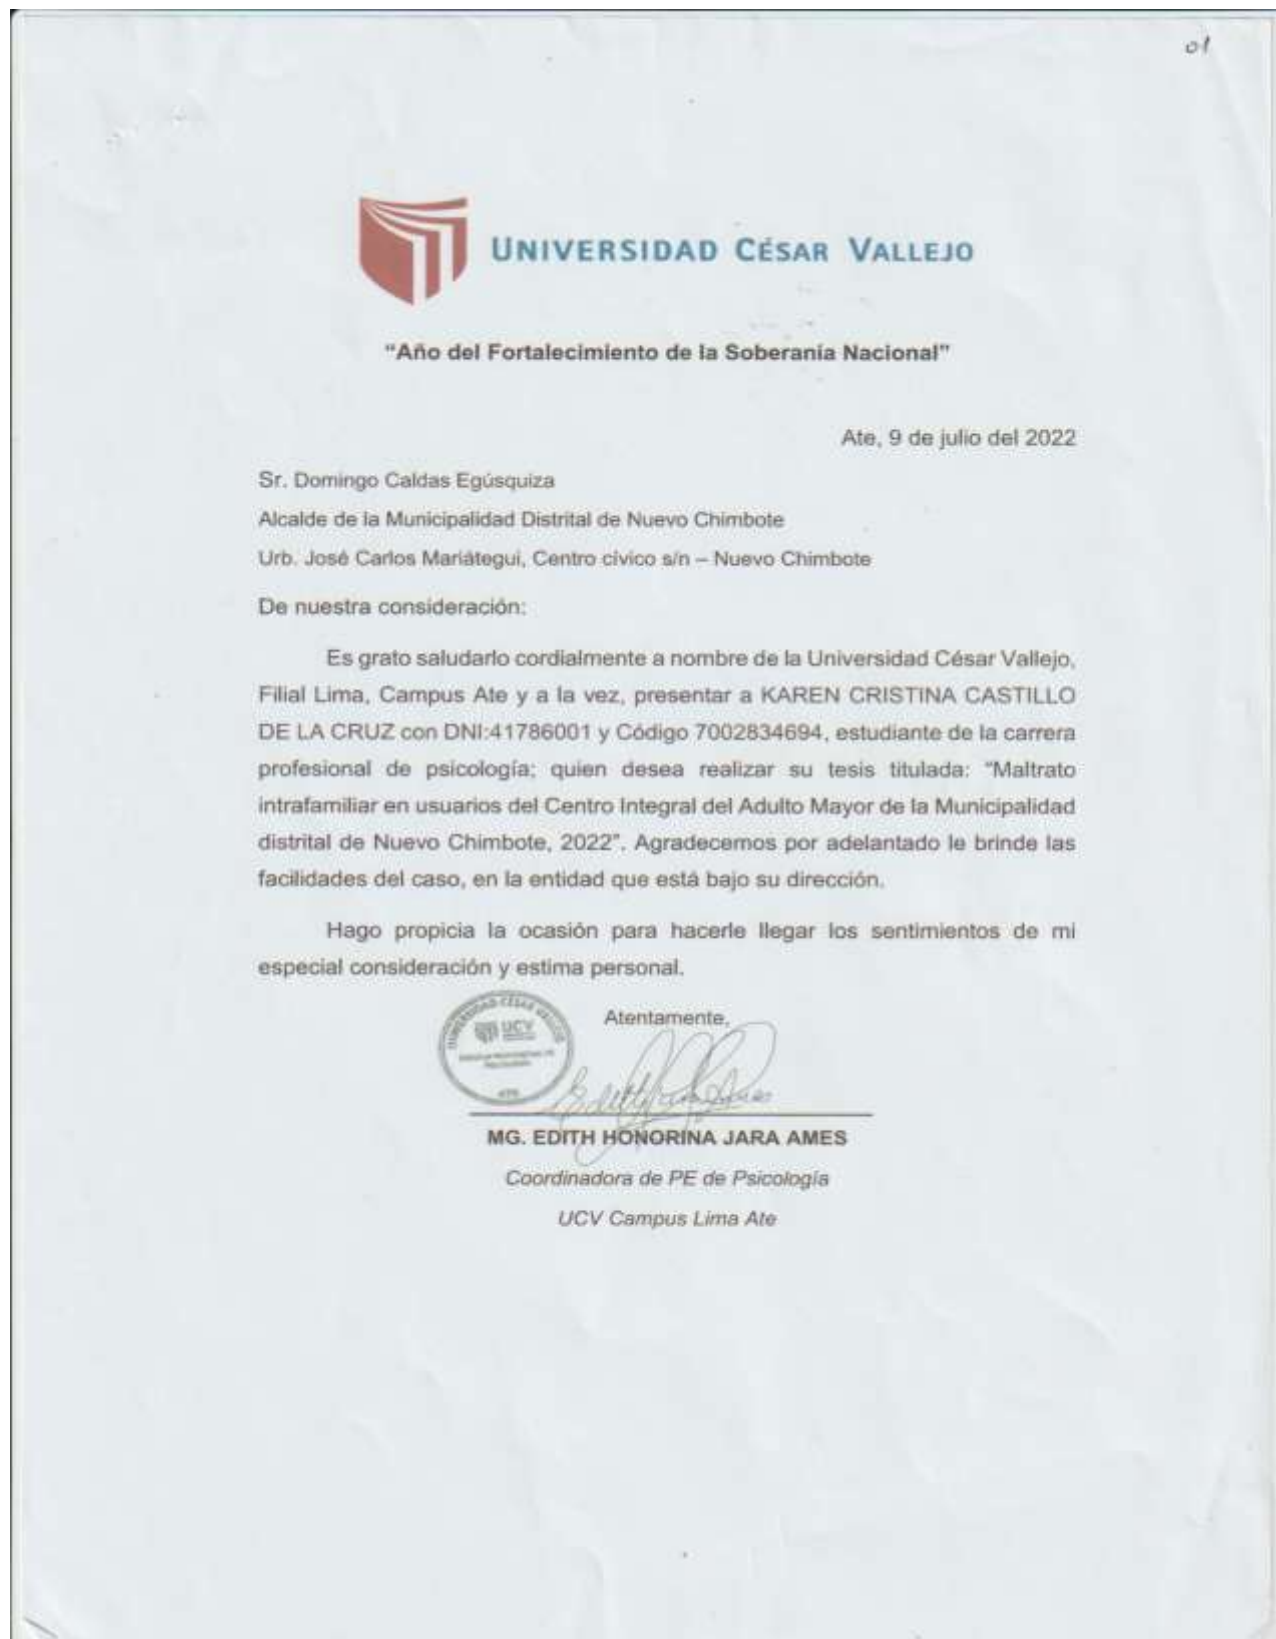 01
UNIVERSIDAD CÉSAR VALLEJO
“Año del Fortalecimiento de la Soberanía Nacional”
Ate, 9 de julio del 2022
Sr. Domingo Caldas Egúsquiza
Alcalde de la Municipalidad Distrital de Nuevo Chimbote
Urb. José Carlos Mariátegui, Centro cívico s/n – Nuevo Chimbote
De nuestra consideración:
Es grato saludarlo cordialmente a nombre de la Universidad César Vallejo,
Filial Lima, Campus Ate y a la vez, presentar a KAREN CRISTINA CASTILLO
DE LA CRUZ con DNI:41786001 y Código 7002834694, estudiante de la carrera
profesional de psicología; quien desea realizar su tesis titulada: “Maltrato
intrafamiliar en usuarios del Centro Integral del Adulto Mayor de la Municipalidad
distrital de Nuevo Chimbote, 2022”. Agradecemos por adelantado le brinde las
facilidades del caso, en la entidad que está bajo su dirección.
Hago propicia la ocasión para hacerle llegar los sentimientos de mi
especial consideración y estima personal.
Atentamente,
UNIVERSIDAD CÉSAR VALLEJO
UCV
ATE
MG. EDITH HONORINA JARA AMES
Coordinadora de PE de Psicología
UCV Campus Lima Ate